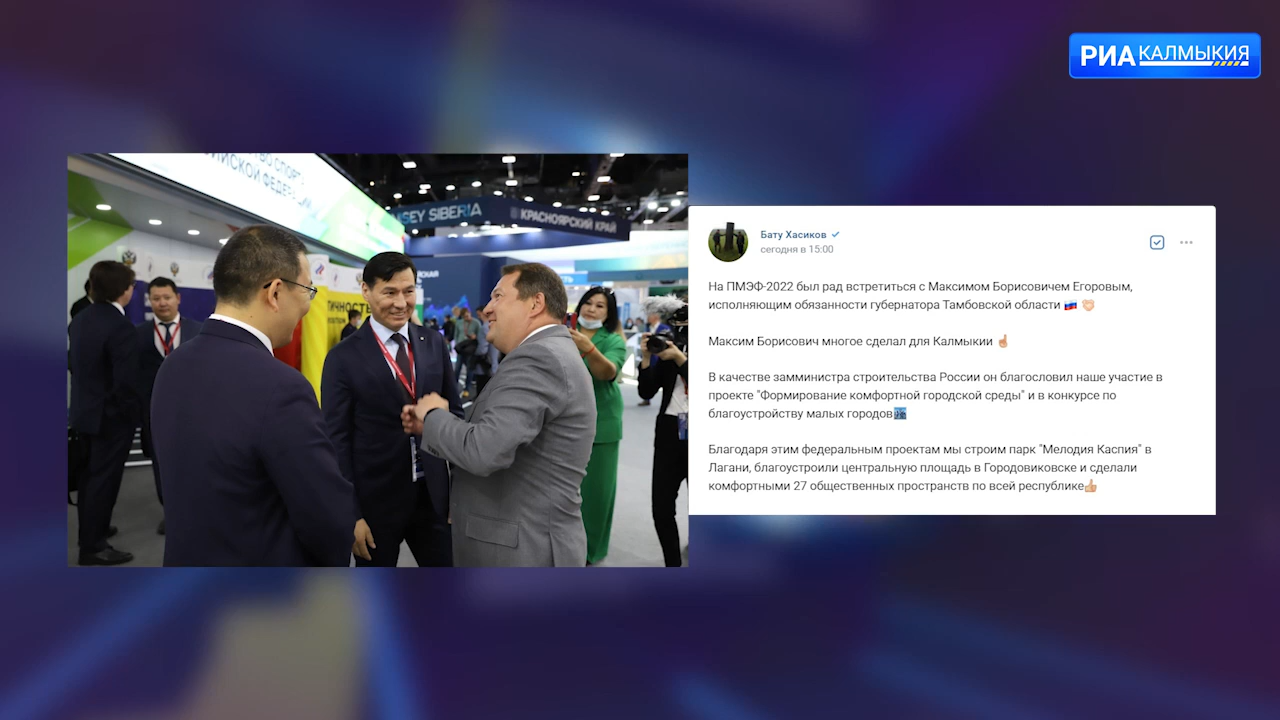 РИА КАЛМЫКИЯ
СПОРТ
ЙСКОЙ ФЕДЕР
SEY SIBERIA
КРАСНОЯРСКИЙ КРАЙ
Бату Хасиков
сегодня в 15:00
На ПМЭФ-2022 был рад встретиться с Максимом Борисовичем Егоровым,
исполняющим обязанности губернатора Тамбовской области
Максим Борисович многое сделал для Калмыкии
В качестве замминистра строительства России он благословил наше участие в
проекте "Формирование комфортной городской среды" и в конкурсе по
благоустройству малых городов
Благодаря этим федеральным проектам мы строим парк "Мелодия Каспия" в
Лагани, благоустроили центральную площадь в Городовиковске и сделали
комфортными 27 общественных пространств по всей республике